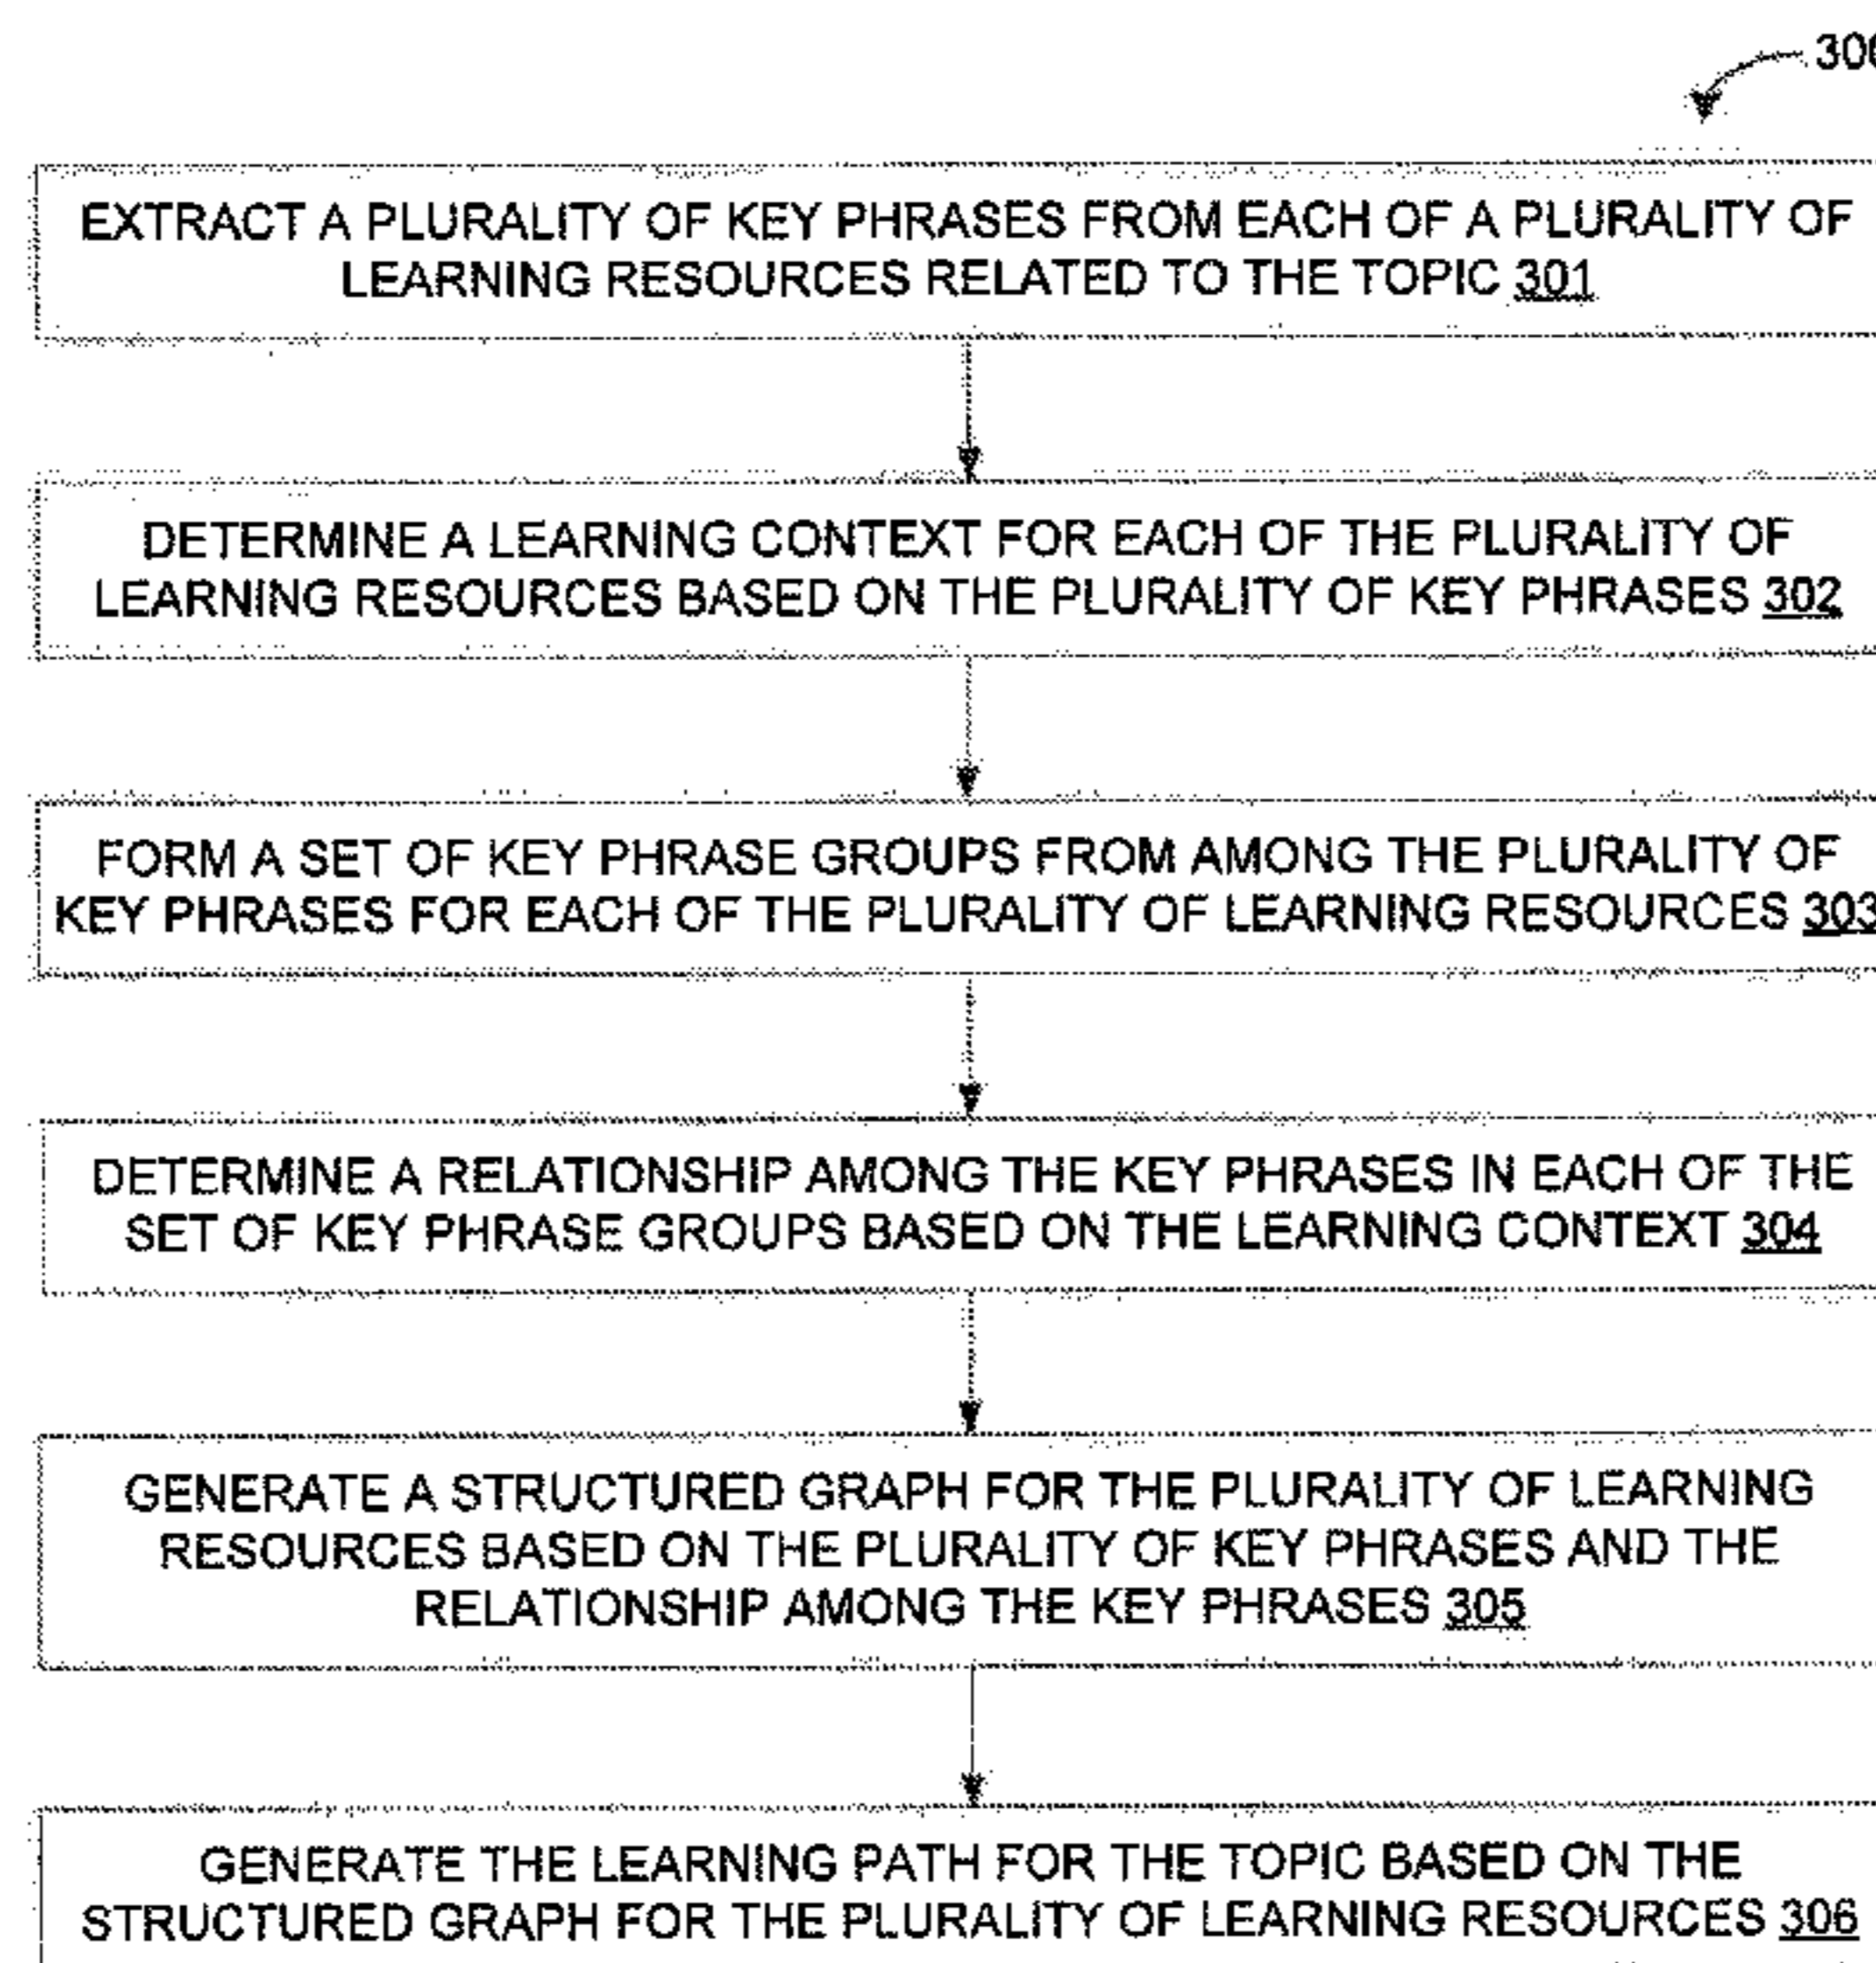 300
EXTRACT A PLURALITY OF KEY PHRASES FROM EACH OF A PLURALITY OF
LEARNING RESOURCES RELATED TO THE TOPIC 301
DETERMINE A LEARNING CONTEXT FOR EACH OF THE PLURALITY OF
LEARNING RESOURCES BASED ON THE PLURALITY OF KEY PHRASES 302
FORM A SET OF KEY PHRASE GROUPS FROM AMONG THE PLURALITY OF
KEY PHRASES FOR EACH OF THE PLURALITY OF LEARNING RESOURCES 303
DETERMINE A RELATIONSHIP AMONG THE KEY PHRASES IN EACH OF THE
SET OF KEY PHRASE GROUPS BASED ON THE LEARNING CONTEXT 304
GENERATE A STRUCTURED GRAPH FOR THE PLURALITY OF LEARNING
RESOURCES BASED ON THE PLURALITY OF KEY PHRASES AND THE
RELATIONSHIP AMONG THE KEY PHRASES 305
GENERATE THE LEARNING PATH FOR THE TOPIC BASED ON THE
STRUCTURED GRAPH FOR THE PLURALITY OF LEARNING RESOURCES 306